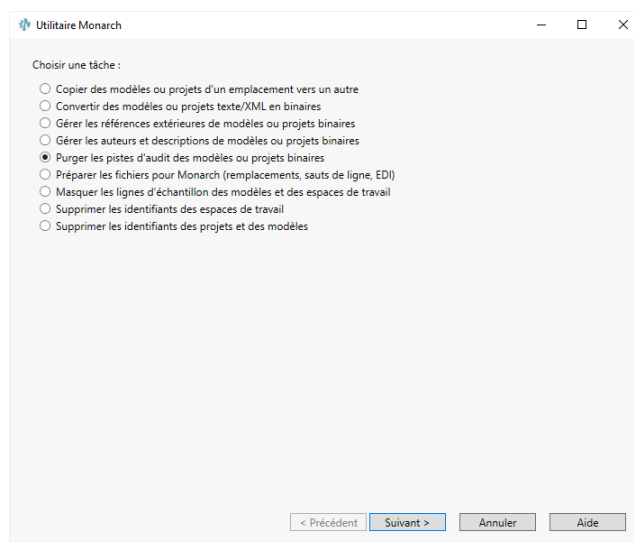 Utilitaire Monarch
Choisir une tâche :
Copier des modèles ou projets d'un emplacement vers un autre
Convertir des modèles ou projets texte/XML en binaires
Gérer les références extérieures de modèles ou projets binaires
Gérer les auteurs et descriptions de modèles ou projets binaires
Purger les pistes d'audit des modèles ou projets binaires
Préparer les fichiers pour Monarch (remplacements, sauts de ligne, EDI)
Masquer les lignes d'échantillon des modèles et des espaces de travail
Supprimer les identifiants des espaces de travail
Supprimer les identifiants des projets et des modèles
< Précédent Suivant > Annuler Aide